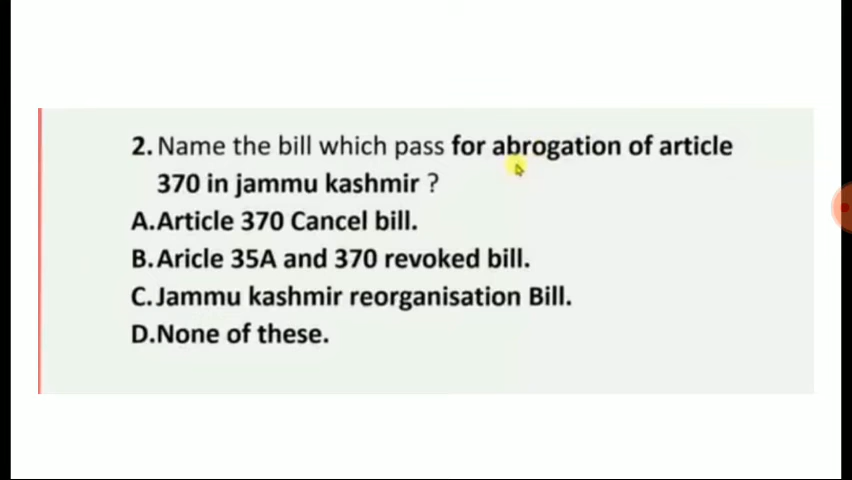 2. Name the bill which pass for abrogation of article
370 in jammu kashmir ?
A.Article 370 Cancel bill.
B.Aricle 35A and 370 revoked bill.
C.Jammu kashmir reorganisation Bill.
D.None of these.